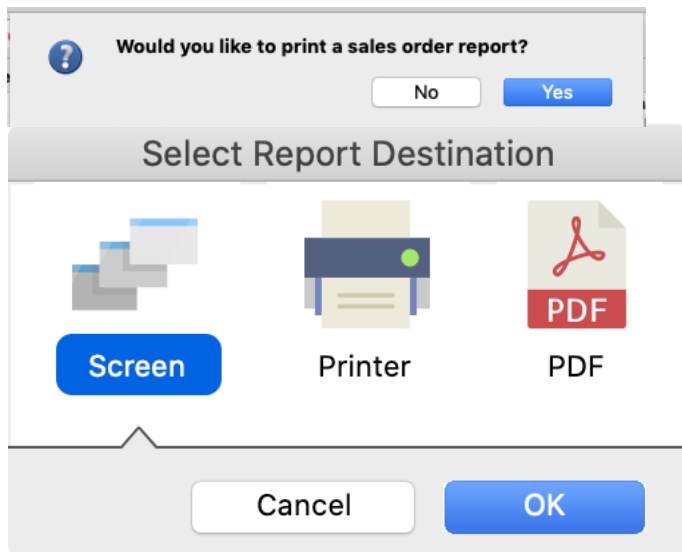 Would you like to print a sales order report?
No Yes
Select Report Destination
PDF
Screen Printer PDF
Cancel OK